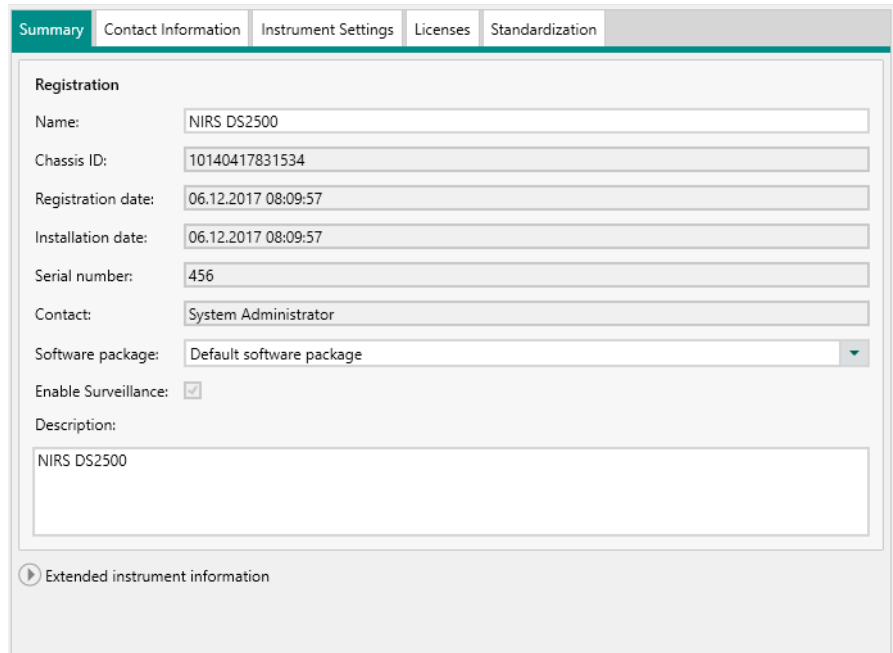 Summary Contact Information Instrument Settings Licenses Standardization
Registration
Name: NIRS DS2500
Chassis ID: 10140417831534
Registration date: 06.12.2017 08:09:57
Installation date: 06.12.2017 08:09:57
Serial number: 456
Contact: System Administrator
Software package: Default software package
Enable Surveillance:
Description:
NIRS DS2500
Extended instrument information